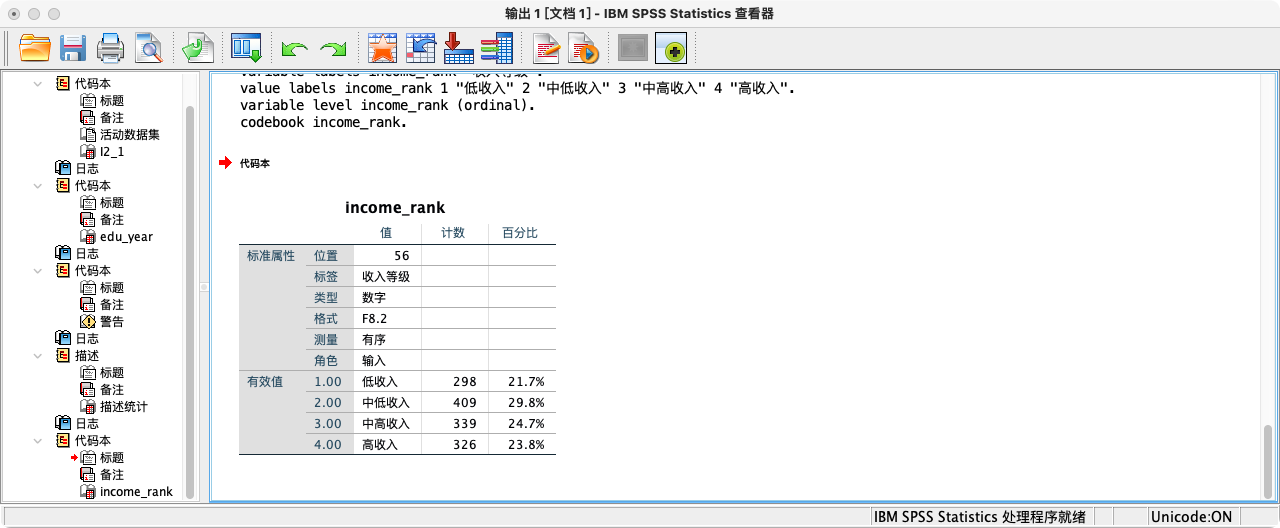 输出 1 [文档 1] - IBM SPSS Statistics 查看器
代码本
标题
备注
活动数据集
I2_1
日志
代码本
标题
备注
edu_year
日志
代码本
标题
备注
警告
日志
描述
标题
备注
描述统计
日志
代码本
标题
备注
income_rank
variable labels income_rank "收入等级".
value labels income_rank 1 "低收入" 2 "中低收入" 3 "中高收入" 4 "高收入".
variable level income_rank (ordinal).
codebook income_rank.
代码本
income_rank
值 计数 百分比
标准属性 位置 56
标签 收入等级
类型 数字
格式 F8.2
测量 有序
角色 输入
有效值 1.00 低收入 298 21.7%
2.00 中低收入 409 29.8%
3.00 中高收入 339 24.7%
4.00 高收入 326 23.8%
IBM SPSS Statistics 处理程序就绪 Unicode:ON